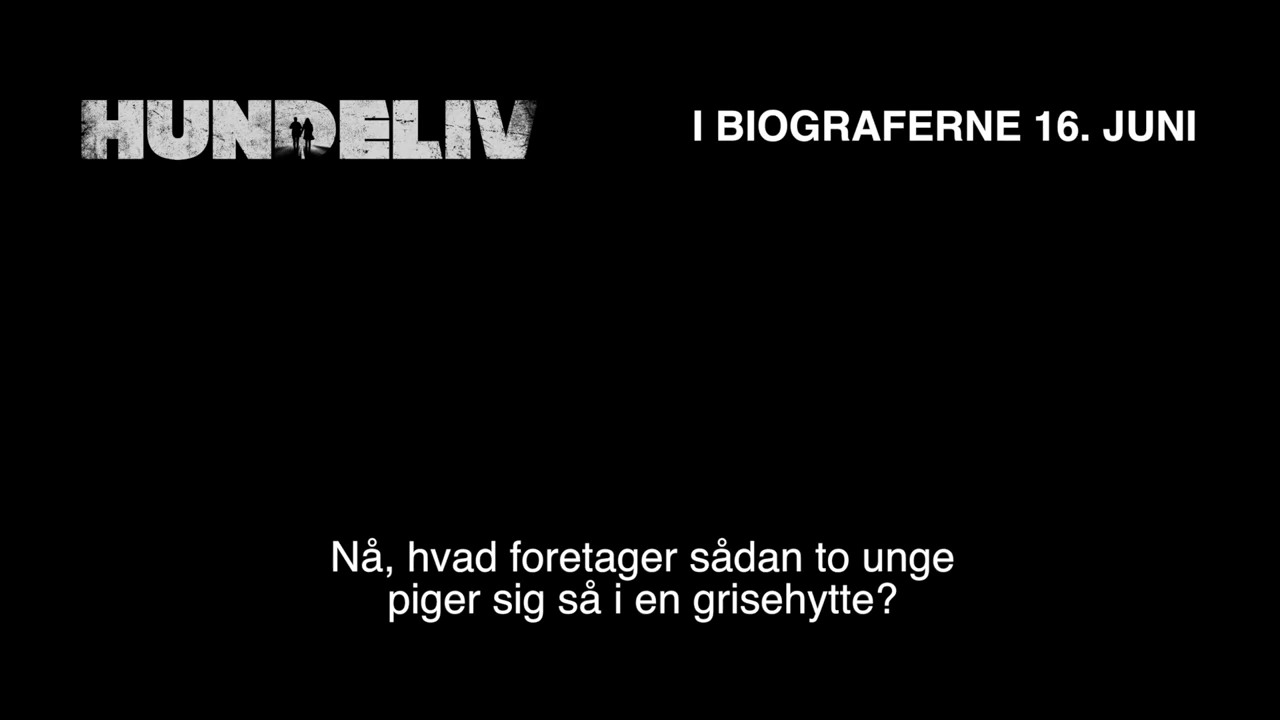 HUNDELIV
I BIOGRAFERNE 16. JUNI
Nå, hvad foretager sådan to unge
piger sig så i en grisehytte?